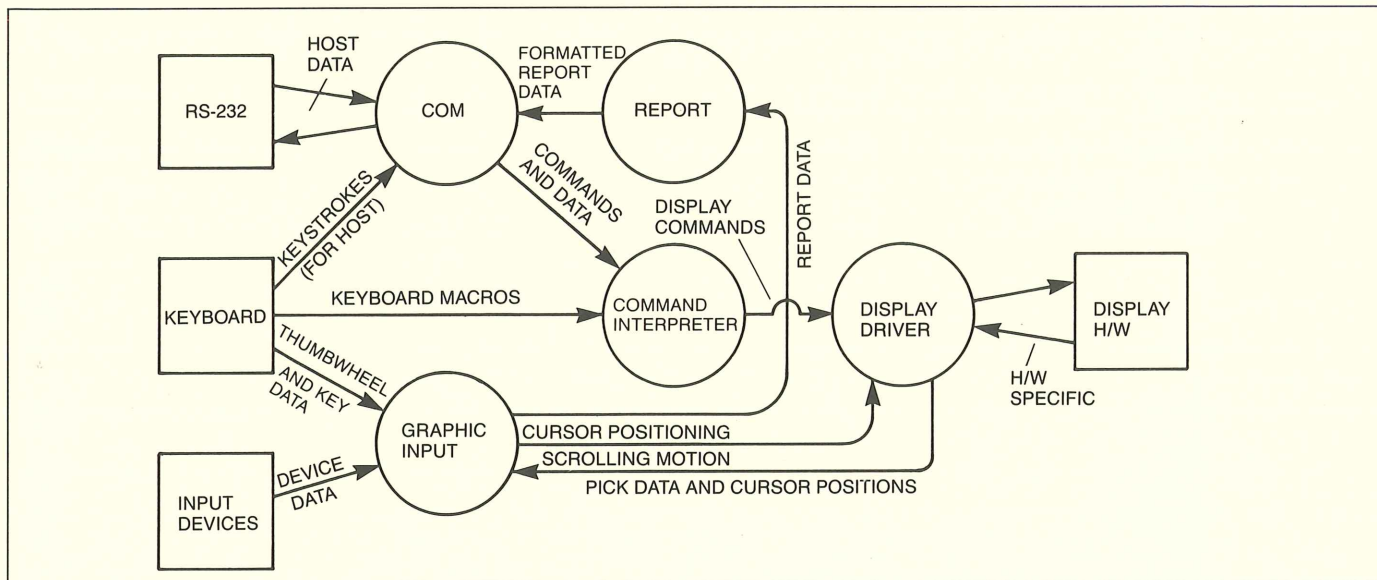 HOST
DATA
RS-232
COM
FORMATTED
REPORT
DATA
REPORT
KEYSTROKES
(FOR HOST)
COMMANDS
AND DATA
DISPLAY
COMMANDS
REPORT DATA
KEYBOARD
KEYBOARD MACROS
COMMAND
INTERPRETER
DISPLAY
DRIVER
DISPLAY
H/W
H/W
SPECIFIC
THUMBWHEEL
AND KEY
DATA
GRAPHIC
INPUT
CURSOR POSITIONING
SCROLLING MOTION
PICK DATA AND CURSOR POSITIONS
INPUT
DEVICES
DEVICE
DATA